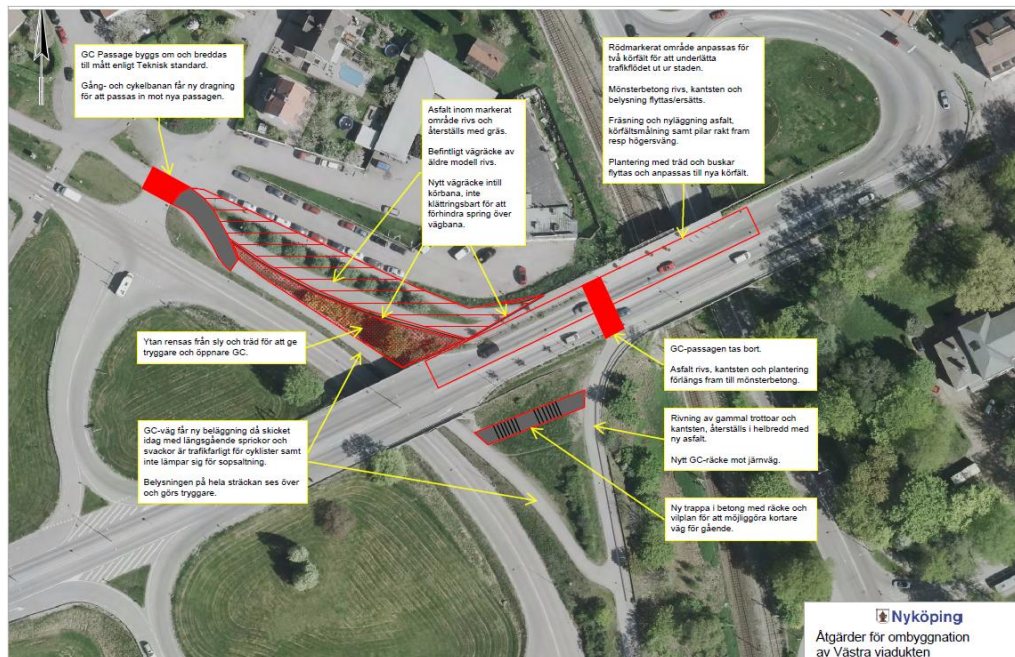 GC Passage byggs om och breddas
till mått enligt Teknisk standard.
Gång- och cykelbanan får ny dragning
för att passas in mot nya passagen.
Asfalt inom markerat
område rivs och
återställs med gräs.
Befintligt vägräcke av
äldre modell rivs.
Nytt vägräcke intill
körbana, inte
klättringsbart för att
förhindra spring över
vägbana.
Rödmarkerat område anpassas för
två körfält för att underlätta
trafikflödet ut ur staden.
Mönsterbetong rivs, kantsten och
belysning flyttas/ersätts.
Fräsning och nyläggning asfalt,
körfältsmålning samt pilar rakt fram
resp högersväng.
Plantering med träd och buskar
flyttas och anpassas till nya körfält.
Ytan rensas från sly och träd för att ge
tryggare och öppnare GC.
GC-väg får ny beläggning då skicket
idag med längsgående sprickor och
svackor är trafikfarligt för cyklister samt
inte lämpar sig för sopsaltning.
Belysningen på hela sträckan ses över
och görs tryggare.
GC-passagen tas bort.
Asfalt rivs, kantsten och plantering
förlängs fram till mönsterbetong.
Rivning av gammal trottoar och
kantsten, återställs i helbredd med
ny asfalt.
Nytt GC-räcke mot järnväg.
Ny trappa i betong med räcke och
vilplan för att möjliggöra kortare
väg för gående.
Nyköping
Åtgärder för ombyggnation
av Västra viadukten